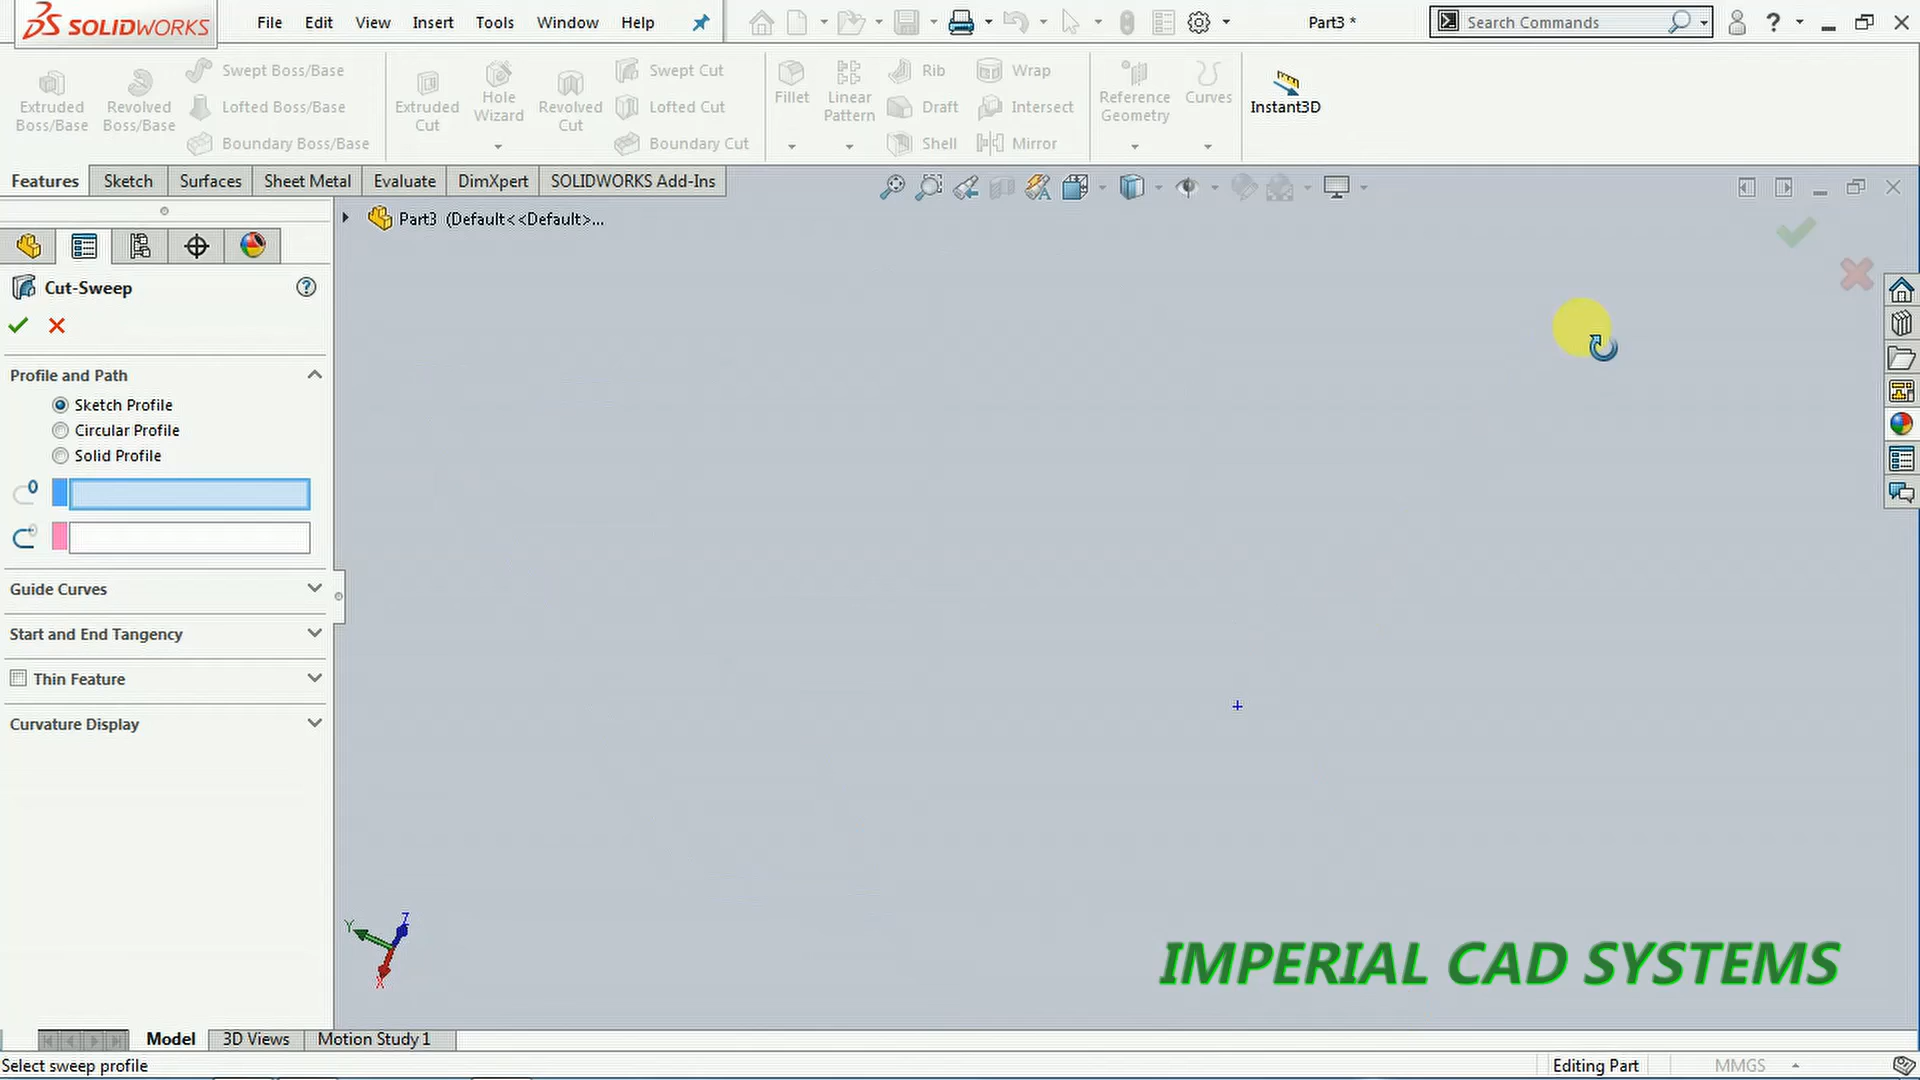 SOLIDWORKS File Edit View Insert Tools Window Help Part3 * Search Commands ?
Extruded Boss/Base
Revolved Boss/Base
Swept Boss/Base
Lofted Boss/Base
Boundary Boss/Base
Extruded Cut
Hole Wizard
Revolved Cut
Swept Cut
Lofted Cut
Boundary Cut
Fillet
Linear Pattern
Rib
Draft
Shell
Wrap
Intersect
Mirror
Reference Geometry
Curves
Instant3D
Features Sketch Surfaces Sheet Metal Evaluate DimXpert SOLIDWORKS Add-Ins
Part3 (Default<<Default>...
Cut-Sweep ?
Profile and Path
Sketch Profile
Circular Profile
Solid Profile
Guide Curves
Start and End Tangency
Thin Feature
Curvature Display
Y Z
X
IMPERIAL CAD SYSTEMS
Model 3D Views Motion Study 1
Select sweep profile Editing Part MMGS